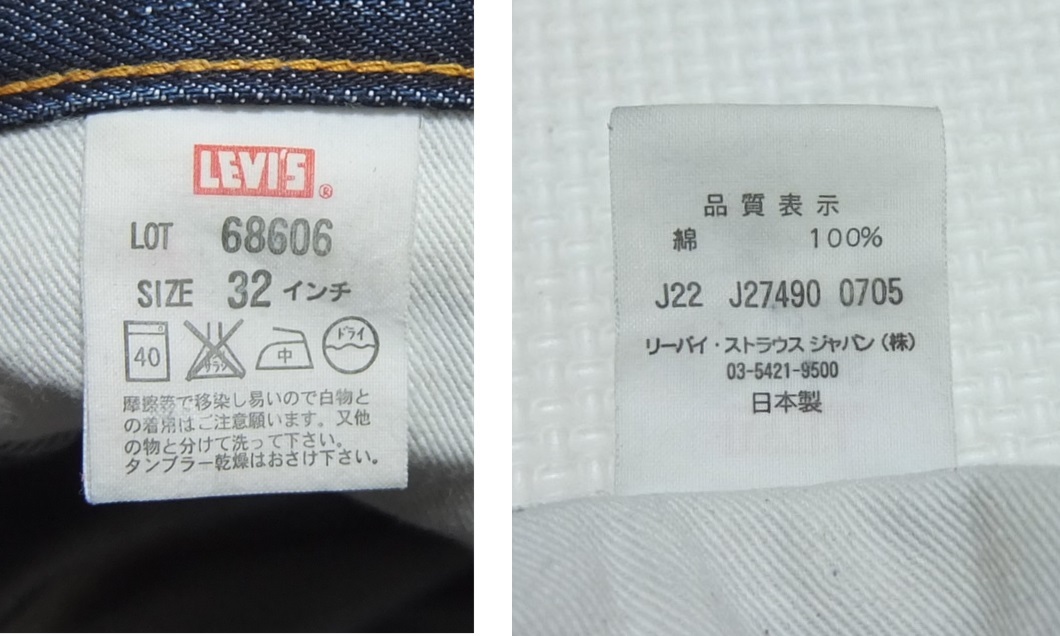 LEVI'S®
LOT 68606
SIZE 32 インチ
40 サラシ 中 ドライ
摩擦等で移染し易いので白物と
の着用はご注意願います。又他
の物と分けて洗って下さい。
タンブラー乾燥はおさけ下さい。
品質表示
綿 100%
J22 J27490 0705
リーバイ・ストラウス ジャパン(株)
03-5421-9500
日本製